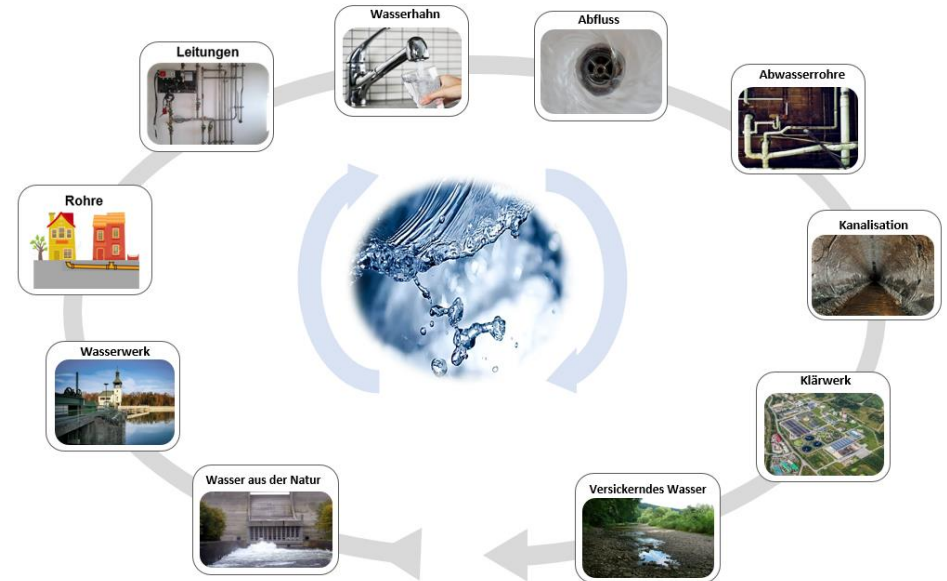 Wasserhahn
Abfluss
Leitungen
Abwasserrohre
Rohre
Kanalisation
Wasserwerk
Klärwerk
Wasser aus der Natur
Versickerndes Wasser